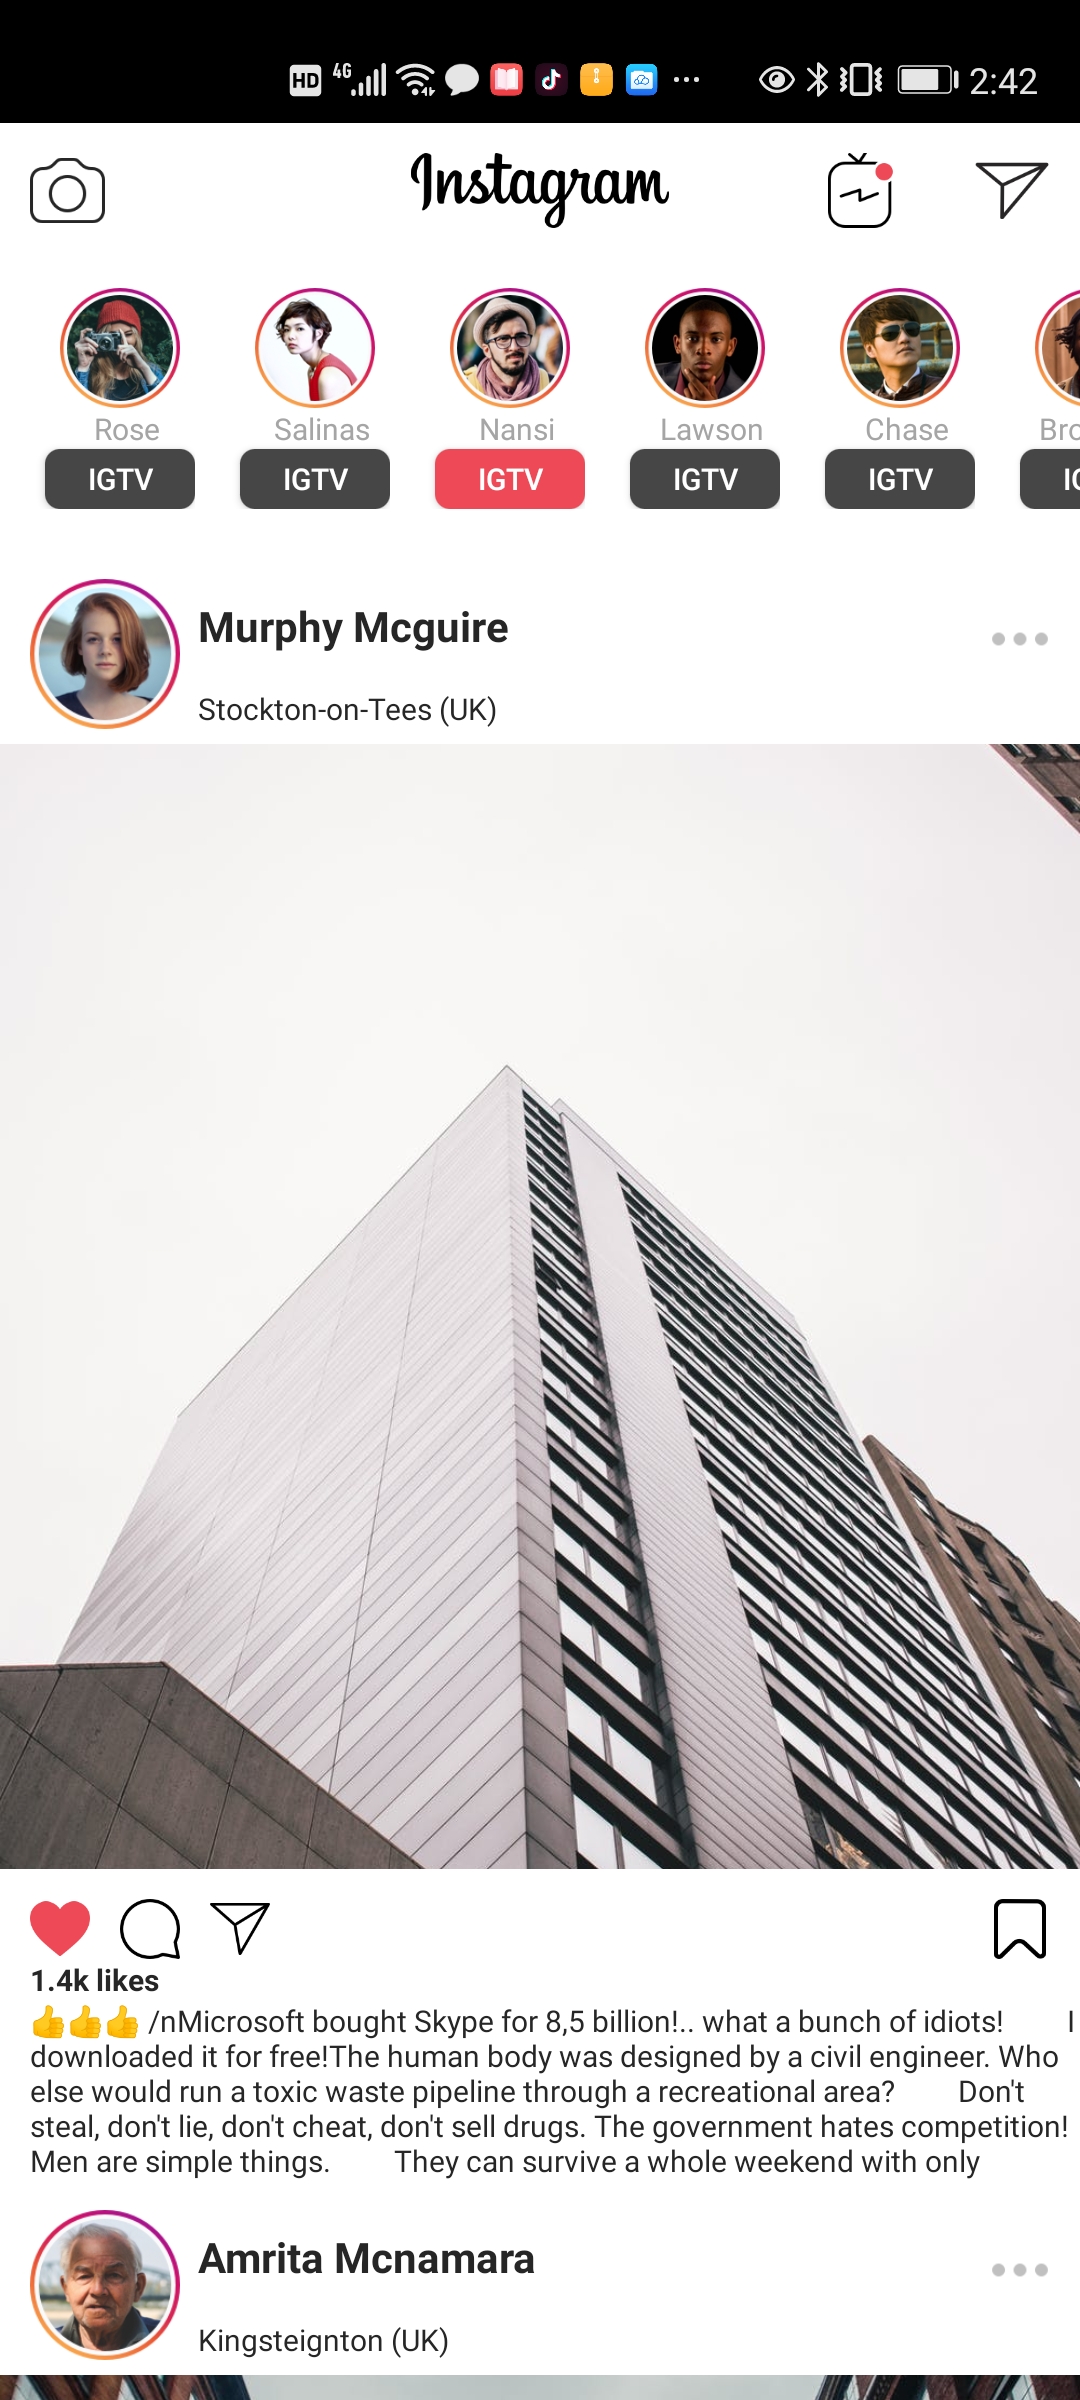 HD 4G 2:42
Instagram
Rose Salinas Nansi Lawson Chase
IGTV IGTV IGTV IGTV IGTV
Murphy Mcguire
Stockton-on-Tees (UK)
1.4k likes
👍👍👍 /nMicrosoft bought Skype for 8,5 billion!.. what a bunch of idiots! I
downloaded it for free!The human body was designed by a civil engineer. Who
else would run a toxic waste pipeline through a recreational area? Don't
steal, don't lie, don't cheat, don't sell drugs. The government hates competition!
Men are simple things. They can survive a whole weekend with only
Amrita Mcnamara
Kingsteignton (UK)